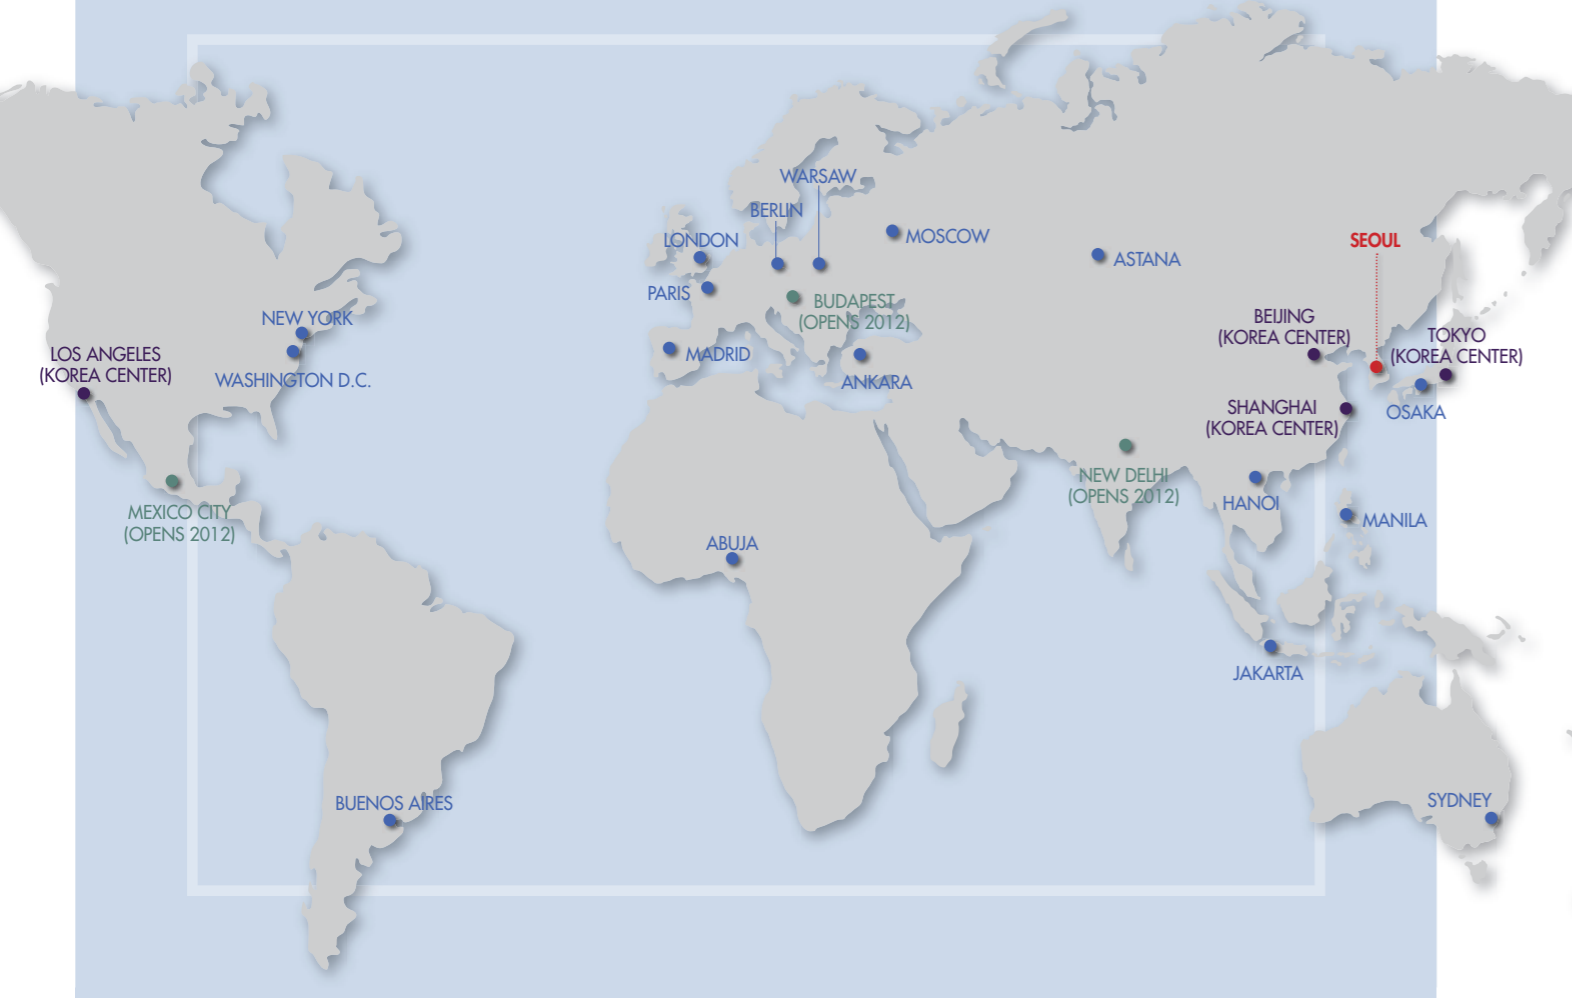 WARSAW
BERLIN
LONDON
MOSCOW
SEOUL
ASTANA
PARIS
BUDAPEST
(OPENS 2012)
NEW YORK
BEIJING
(KOREA CENTER)
TOKYO
(KOREA CENTER)
LOS ANGELES
(KOREA CENTER)
MADRID
WASHINGTON D.C.
ANKARA
SHANGHAI
(KOREA CENTER)
OSAKA
NEW DELHI
(OPENS 2012)
HANOI
MEXICO CITY
(OPENS 2012)
MANILA
ABUJA
JAKARTA
BUENOS AIRES
SYDNEY